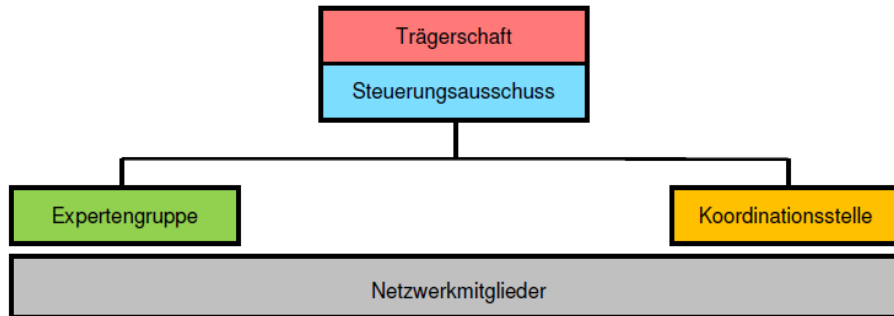 Trägerschaft
Steuerungsausschuss
Expertengruppe
Koordinationsstelle
Netzwerkmitglieder